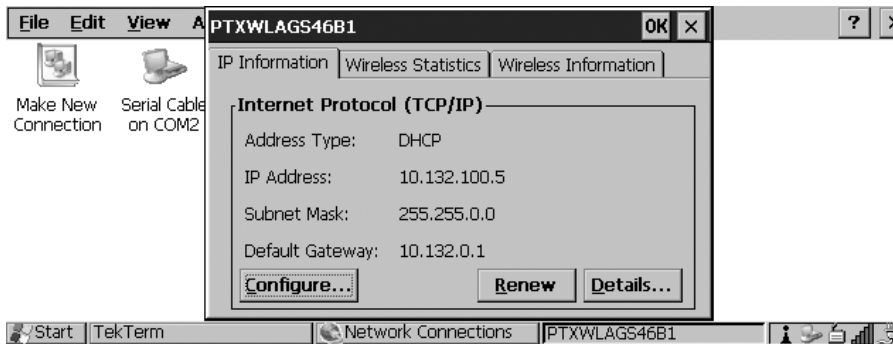 File Edit View A
PTXWLAGS46B1 OK ×
?
IP Information Wireless Statistics Wireless Information
Make New Connection
Serial Cable on COM2
Internet Protocol (TCP/IP)
Address Type: DHCP
IP Address: 10.132.100.5
Subnet Mask: 255.255.0.0
Default Gateway: 10.132.0.1
Configure... Renew Details...
Start TekTerm Network Connections PTXWLAGS46B1